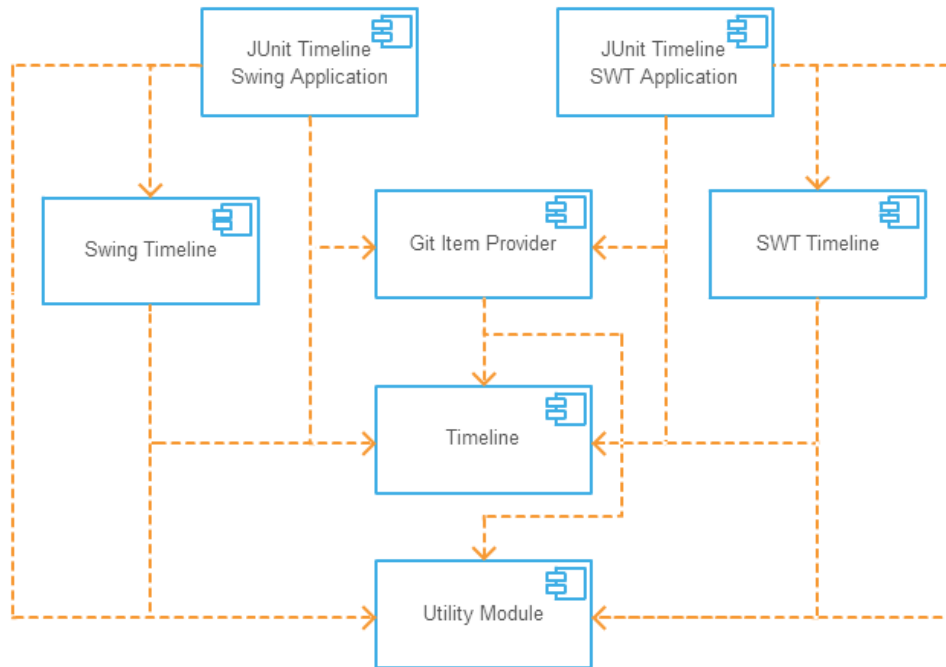 JUnit Timeline
Swing Application
JUnit Timeline
SWT Application
Swing Timeline
Git Item Provider
SWT Timeline
Timeline
Utility Module